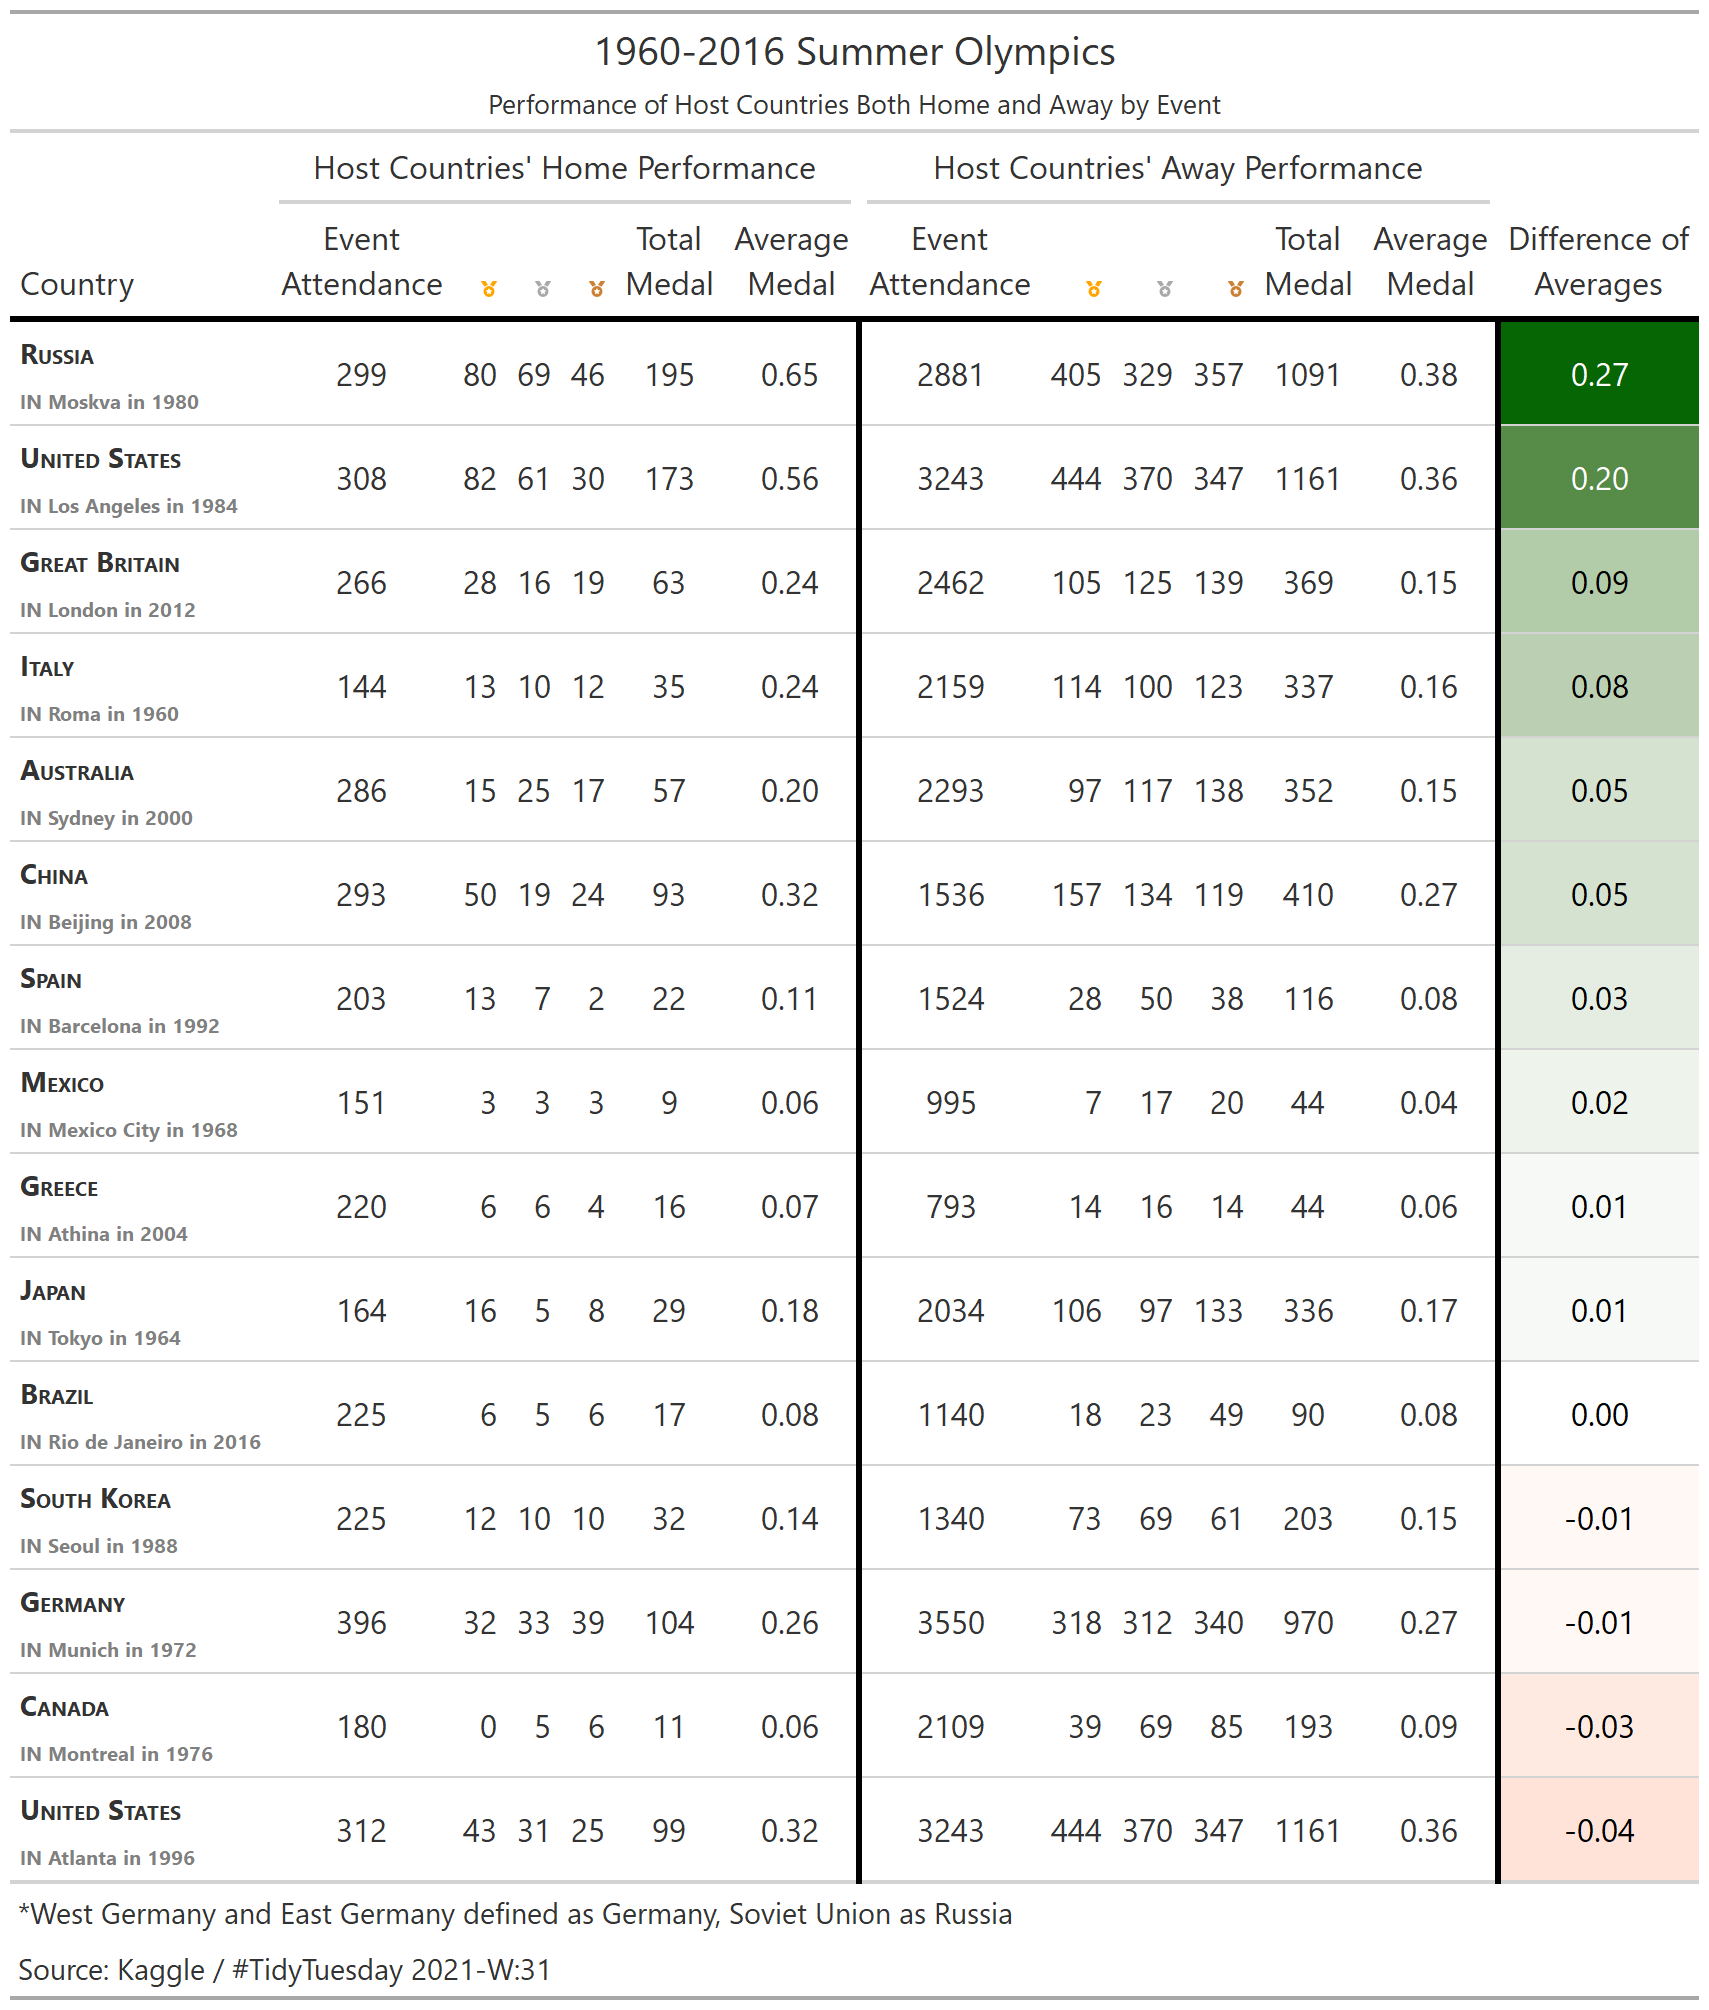 1960-2016 Summer Olympics
Performance of Host Countries Both Home and Away by Event
Host Countries' Home Performance Host Countries' Away Performance
Event Total Average Event Total Average Difference of
Country Attendance Medal Medal Attendance Medal Medal Averages
RUSSIA
299 80 69 46 195 0.65 2881 405 329 357 1091 0.38 0.27
IN Moskva in 1980
UNITED STATES
308 82 61 30 173 0.56 3243 444 370 347 1161 0.36 0.20
IN Los Angeles in 1984
GREAT BRITAIN
266 28 16 19 63 0.24 2462 105 125 139 369 0.15 0.09
IN London in 2012
ITALY
144 13 10 12 35 0.24 2159 114 100 123 337 0.16 0.08
IN Roma in 1960
AUSTRALIA
286 15 25 17 57 0.20 2293 97 117 138 352 0.15 0.05
IN Sydney in 2000
CHINA
293 50 19 24 93 0.32 1536 157 134 119 410 0.27 0.05
IN Beijing in 2008
SPAIN
203 13 7 2 22 0.11 1524 28 50 38 116 0.08 0.03
IN Barcelona in 1992
MEXICO
151 3 3 3 9 0.06 995 7 17 20 44 0.04 0.02
IN Mexico City in 1968
GREECE
220 6 6 4 16 0.07 793 14 16 14 44 0.06 0.01
IN Athina in 2004
JAPAN
164 16 5 8 29 0.18 2034 106 97 133 336 0.17 0.01
IN Tokyo in 1964
BRAZIL
225 6 5 6 17 0.08 1140 18 23 49 90 0.08 0.00
IN Rio de Janeiro in 2016
SOUTH KOREA
225 12 10 10 32 0.14 1340 73 69 61 203 0.15 -0.01
IN Seoul in 1988
GERMANY
396 32 33 39 104 0.26 3550 318 312 340 970 0.27 -0.01
IN Munich in 1972
CANADA
180 0 5 6 11 0.06 2109 39 69 85 193 0.09 -0.03
IN Montreal in 1976
UNITED STATES
312 43 31 25 99 0.32 3243 444 370 347 1161 0.36 -0.04
IN Atlanta in 1996
*West Germany and East Germany defined as Germany, Soviet Union as Russia
Source: Kaggle / #TidyTuesday 2021-W:31